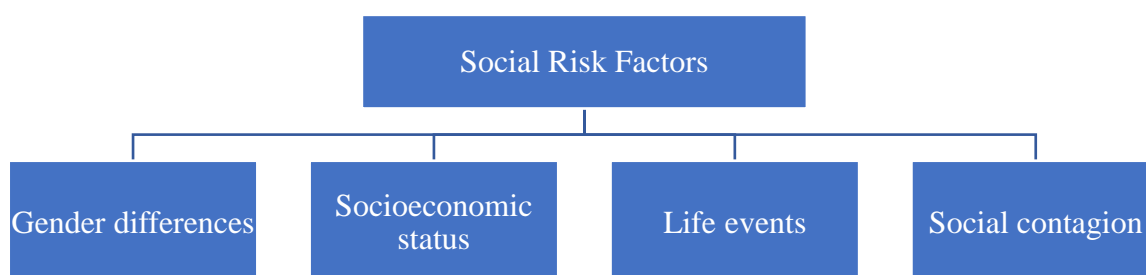 Social Risk Factors
Gender differences
Socioeconomic
status
Life events
Social contagion